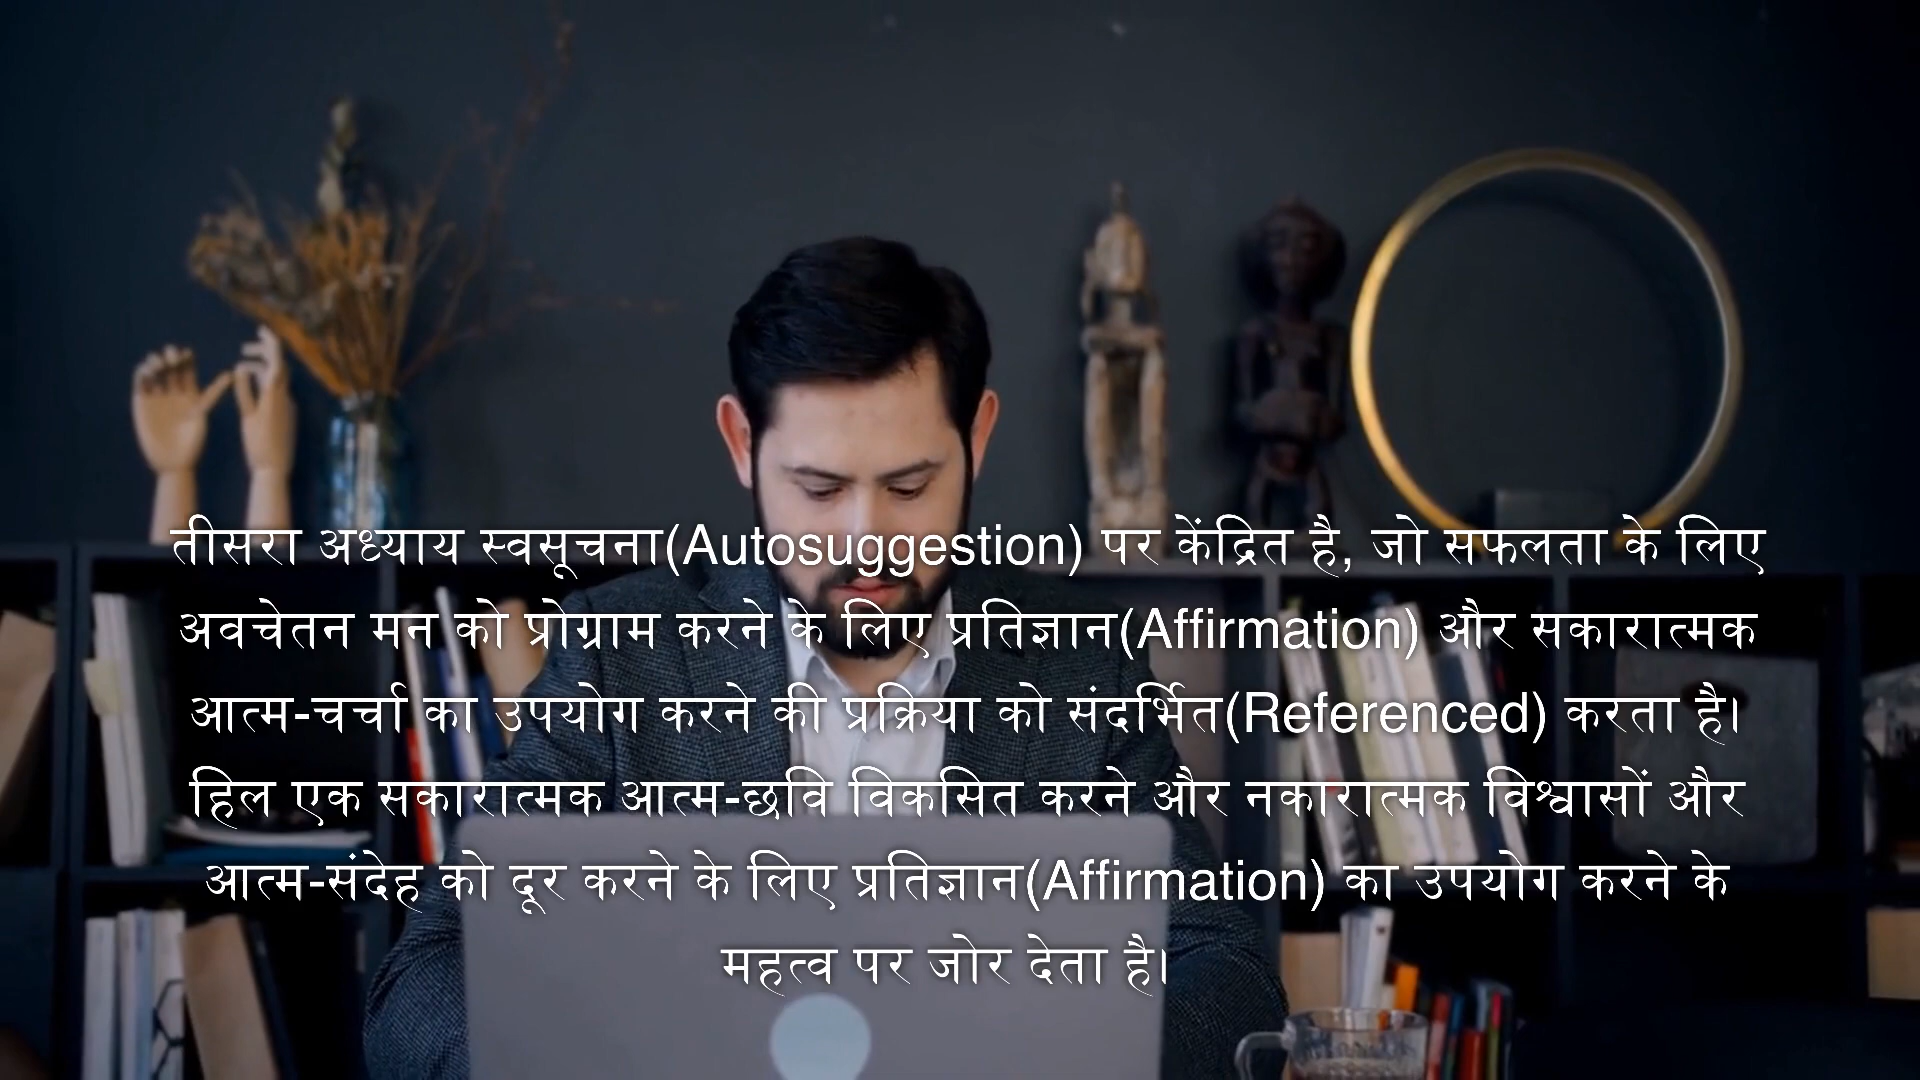 तीसरा अध्याय स्वसूचना(Autosuggestion) पर केंद्रित है, जो सफलता के लिए
अवचेतन मन को प्रोग्राम करने के लिए प्रतिज्ञान(Affirmation) और सकारात्मक
आत्म-चर्चा का उपयोग करने की प्रक्रिया को संदर्भित(Referenced) करता है।
हिल एक सकारात्मक आत्म-छवि विकसित करने और नकारात्मक विश्वासों और
आत्म-संदेह को दूर करने के लिए प्रतिज्ञान(Affirmation) का उपयोग करने के
महत्व पर जोर देता है।